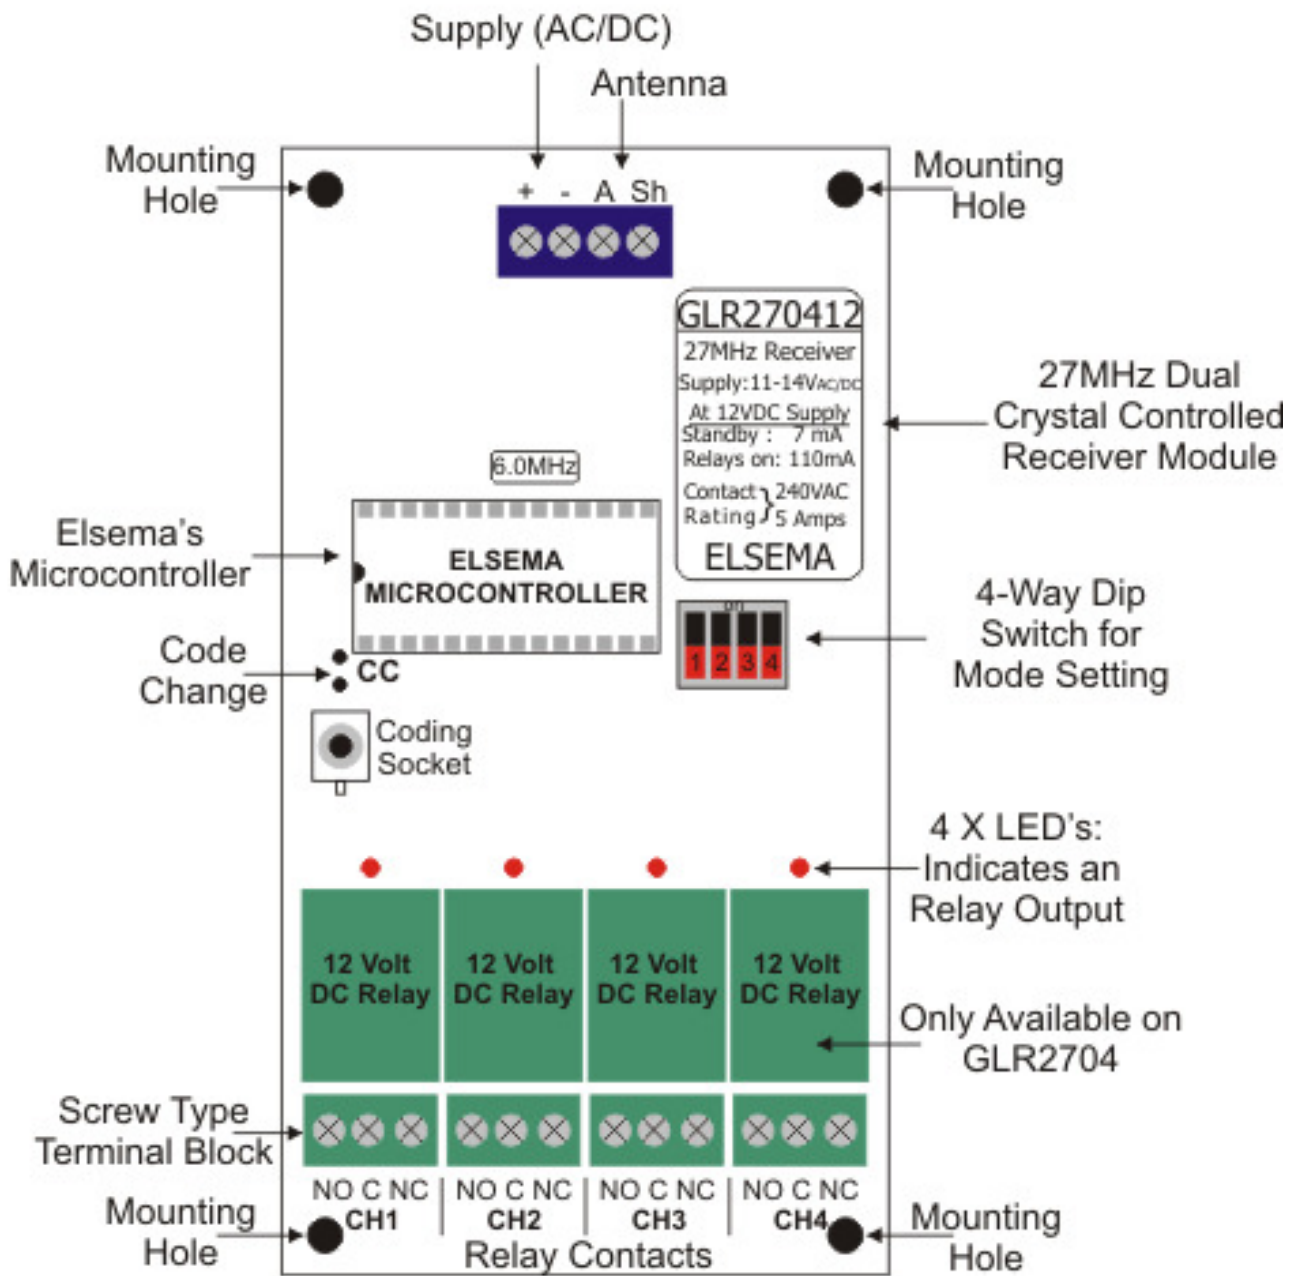 Supply (AC/DC)
Antenna
Mounting
Hole
Mounting
Hole
+ - A Sh
GLR270412
27MHz Receiver
Supply:11-14VAC/DC
At 12VDC Supply
Standby : 7 mA
Relays on: 110mA
Contact } 240VAC
Rating 5 Amps
ELSEMA
27MHz Dual
Crystal Controlled
Receiver Module
6.0MHz
Elsema's
Microcontroller
ELSEMA
MICROCONTROLLER
on
1 2 3 4
4-Way Dip
Switch for
Mode Setting
Code
Change
CC
Coding
Socket
4 X LED's:
Indicates an
Relay Output
12 Volt
DC Relay
12 Volt
DC Relay
12 Volt
DC Relay
12 Volt
DC Relay
Only Available on
GLR2704
Screw Type
Terminal Block
NO C NC
CH1
NO C NC
CH2
NO C NC
CH3
NO C NC
CH4
Mounting
Hole
Relay Contacts
Mounting
Hole